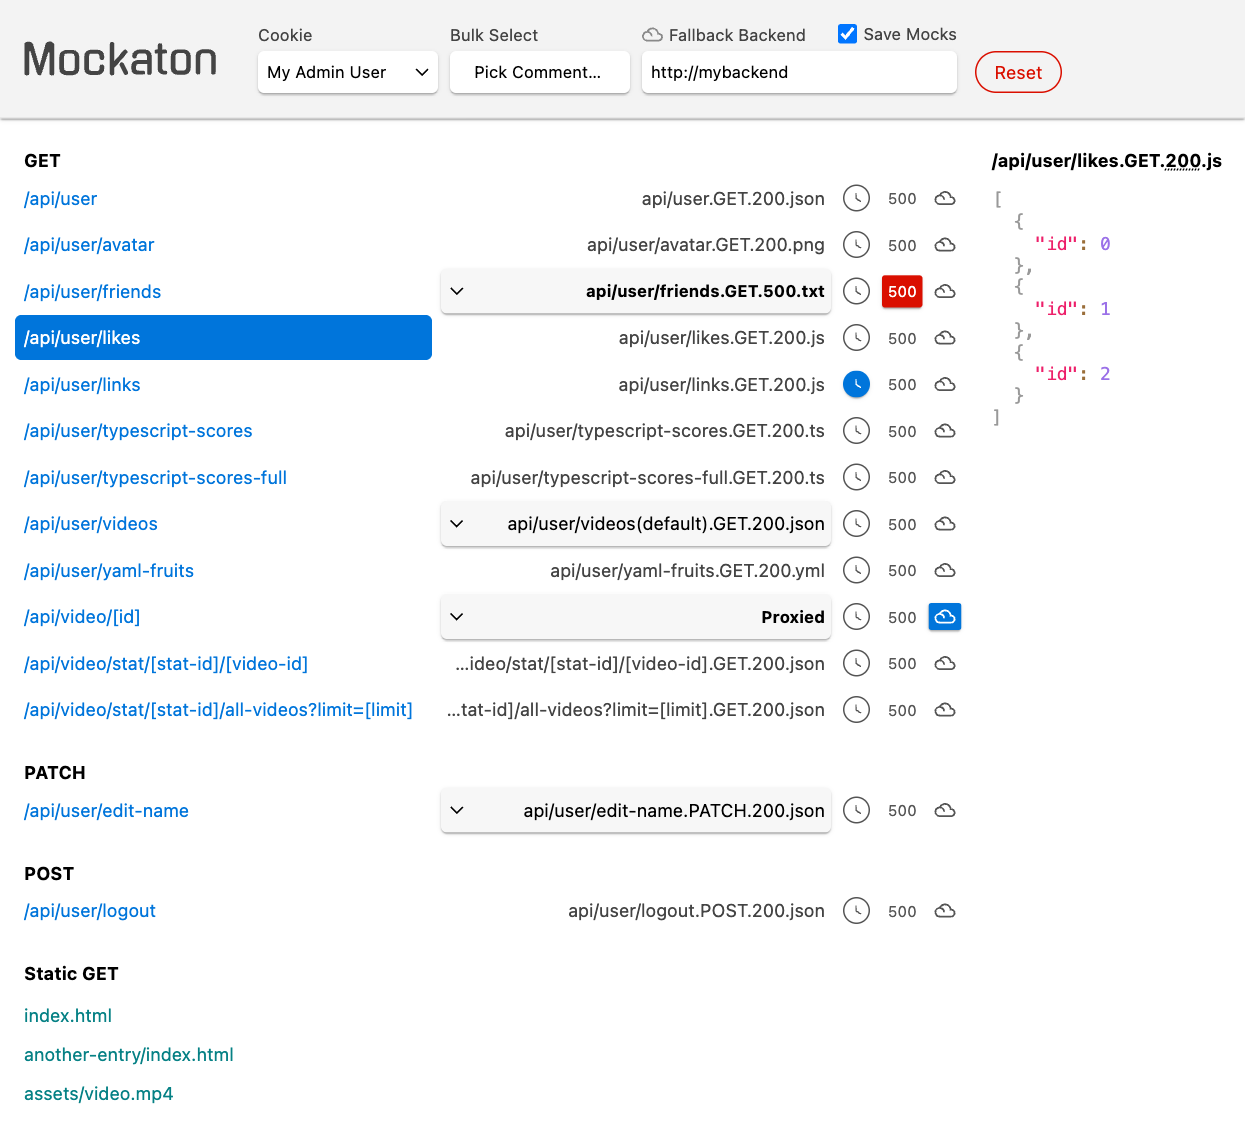 Mockaton
Cookie
My Admin User
Bulk Select
Pick Comment...
Fallback Backend
Save Mocks
http://mybackend
Reset
GET
/api/user api/user.GET.200.json 500
/api/user/avatar api/user/avatar.GET.200.png 500
/api/user/friends api/user/friends.GET.500.txt 500
/api/user/likes api/user/likes.GET.200.js 500
/api/user/links api/user/links.GET.200.js 500
/api/user/typescript-scores api/user/typescript-scores.GET.200.ts 500
/api/user/typescript-scores-full api/user/typescript-scores-full.GET.200.ts 500
/api/user/videos api/user/videos(default).GET.200.json 500
/api/user/yaml-fruits api/user/yaml-fruits.GET.200.yml 500
/api/video/[id] Proxied 500
/api/video/stat/[stat-id]/[video-id] ...ideo/stat/[stat-id]/[video-id].GET.200.json 500
/api/video/stat/[stat-id]/all-videos?limit=[limit] ...tat-id]/all-videos?limit=[limit].GET.200.json 500
PATCH
/api/user/edit-name api/user/edit-name.PATCH.200.json 500
POST
/api/user/logout api/user/logout.POST.200.json 500
Static GET
index.html
another-entry/index.html
assets/video.mp4
/api/user/likes.GET.200.js
[
  {
    "id": 0
  },
  {
    "id": 1
  },
  {
    "id": 2
  }
]